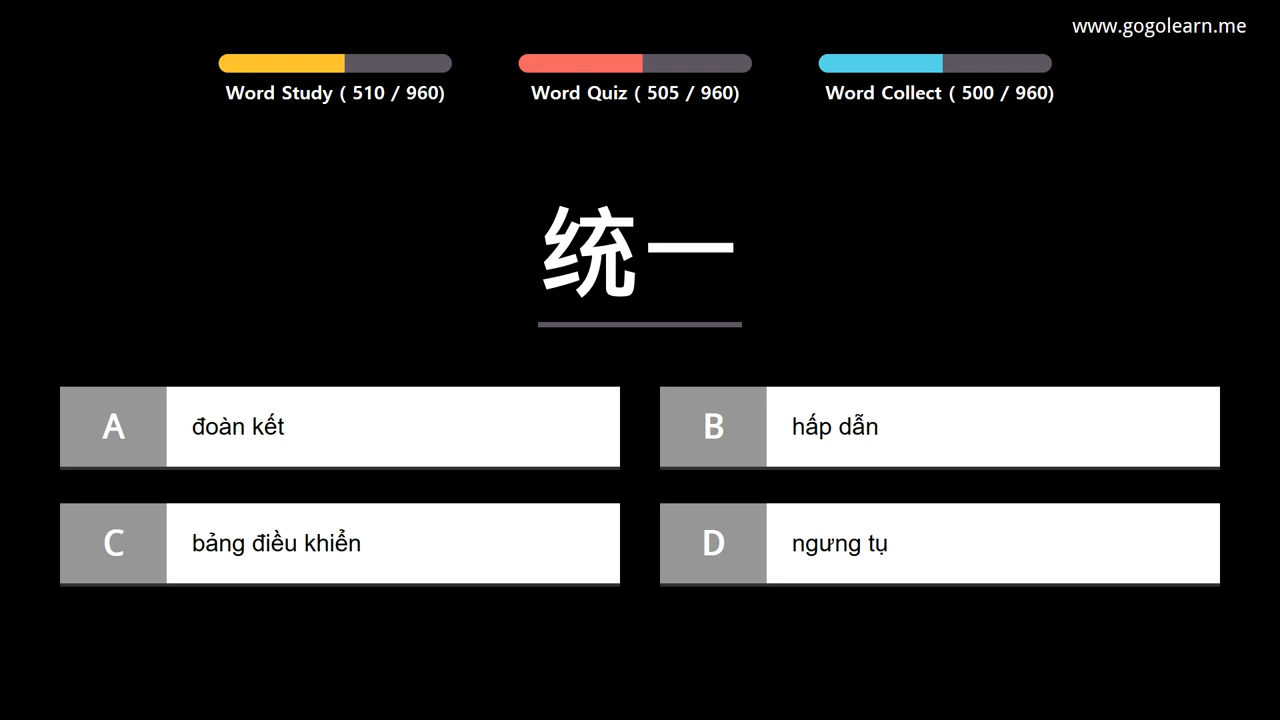 www.gogolearn.me
Word Study ( 510 / 960)
Word Quiz ( 505 / 960)
Word Collect ( 500 / 960)
统一
A đoàn kết
B hấp dẫn
C bảng điều khiển
D ngưng tụ